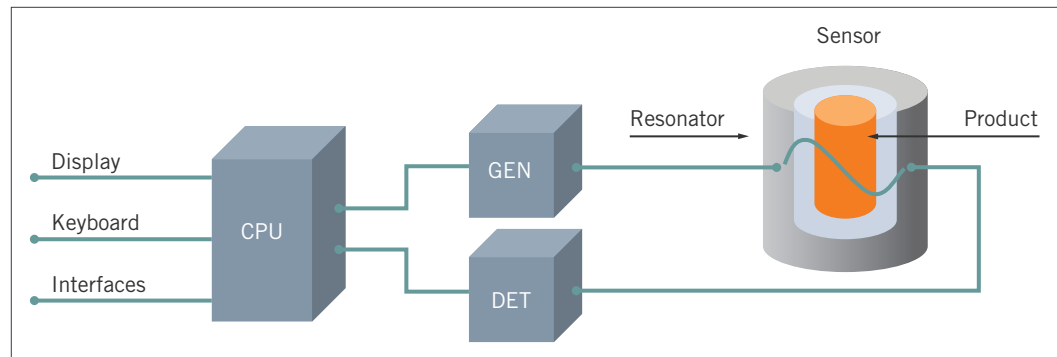 Sensor
Resonator
Product
Display
Keyboard
Interfaces
CPU
GEN
DET